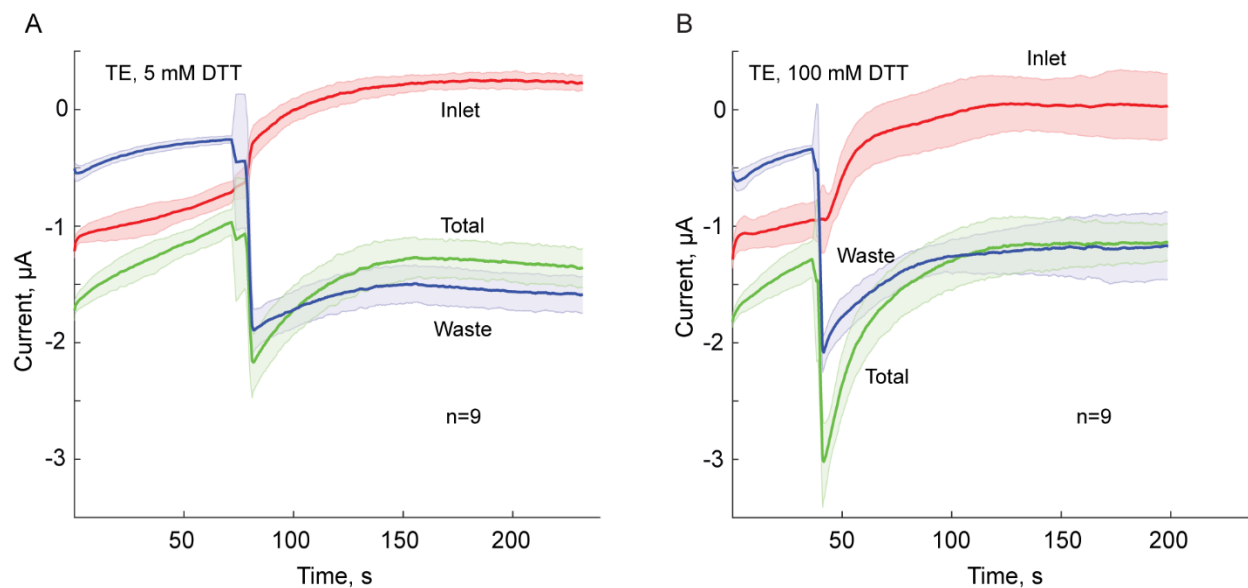 A
TE, 5 mM DTT
Inlet
Total
Waste
n=9
Current, µA
0
-1
-2
-3
50
100
150
200
Time, s
B
TE, 100 mM DTT
Inlet
Waste
Total
n=9
Current, µA
0
-1
-2
-3
50
100
150
200
Time, s